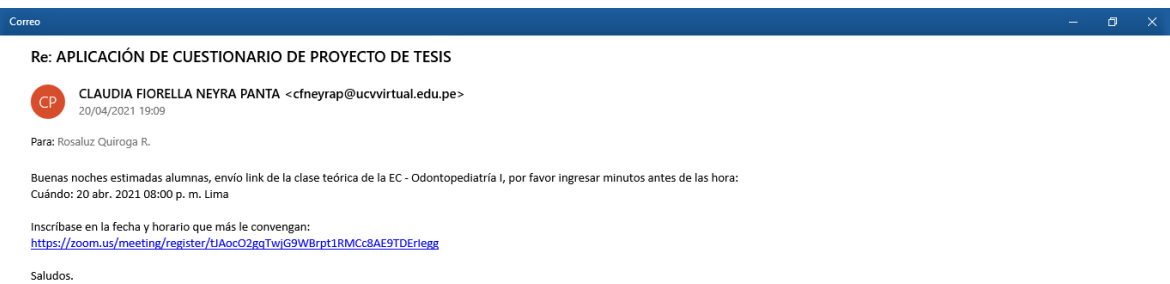 Correo
Re: APLICACIÓN DE CUESTIONARIO DE PROYECTO DE TESIS
CP
CLAUDIA FIORELLA NEYRA PANTA <cfneyrap@ucvvirtual.edu.pe>
20/04/2021 19:09
Para: Rosaluz Quiroga R.
Buenas noches estimadas alumnas, envío link de la clase teórica de la EC - Odontopediatría I, por favor ingresar minutos antes de las hora:
Cuándo: 20 abr. 2021 08:00 p. m. Lima
Inscríbase en la fecha y horario que más le convengan:
https://zoom.us/meeting/register/tJAocO2gqTwjG9WBrpt1RMCc8AE9TDErIegg
Saludos.